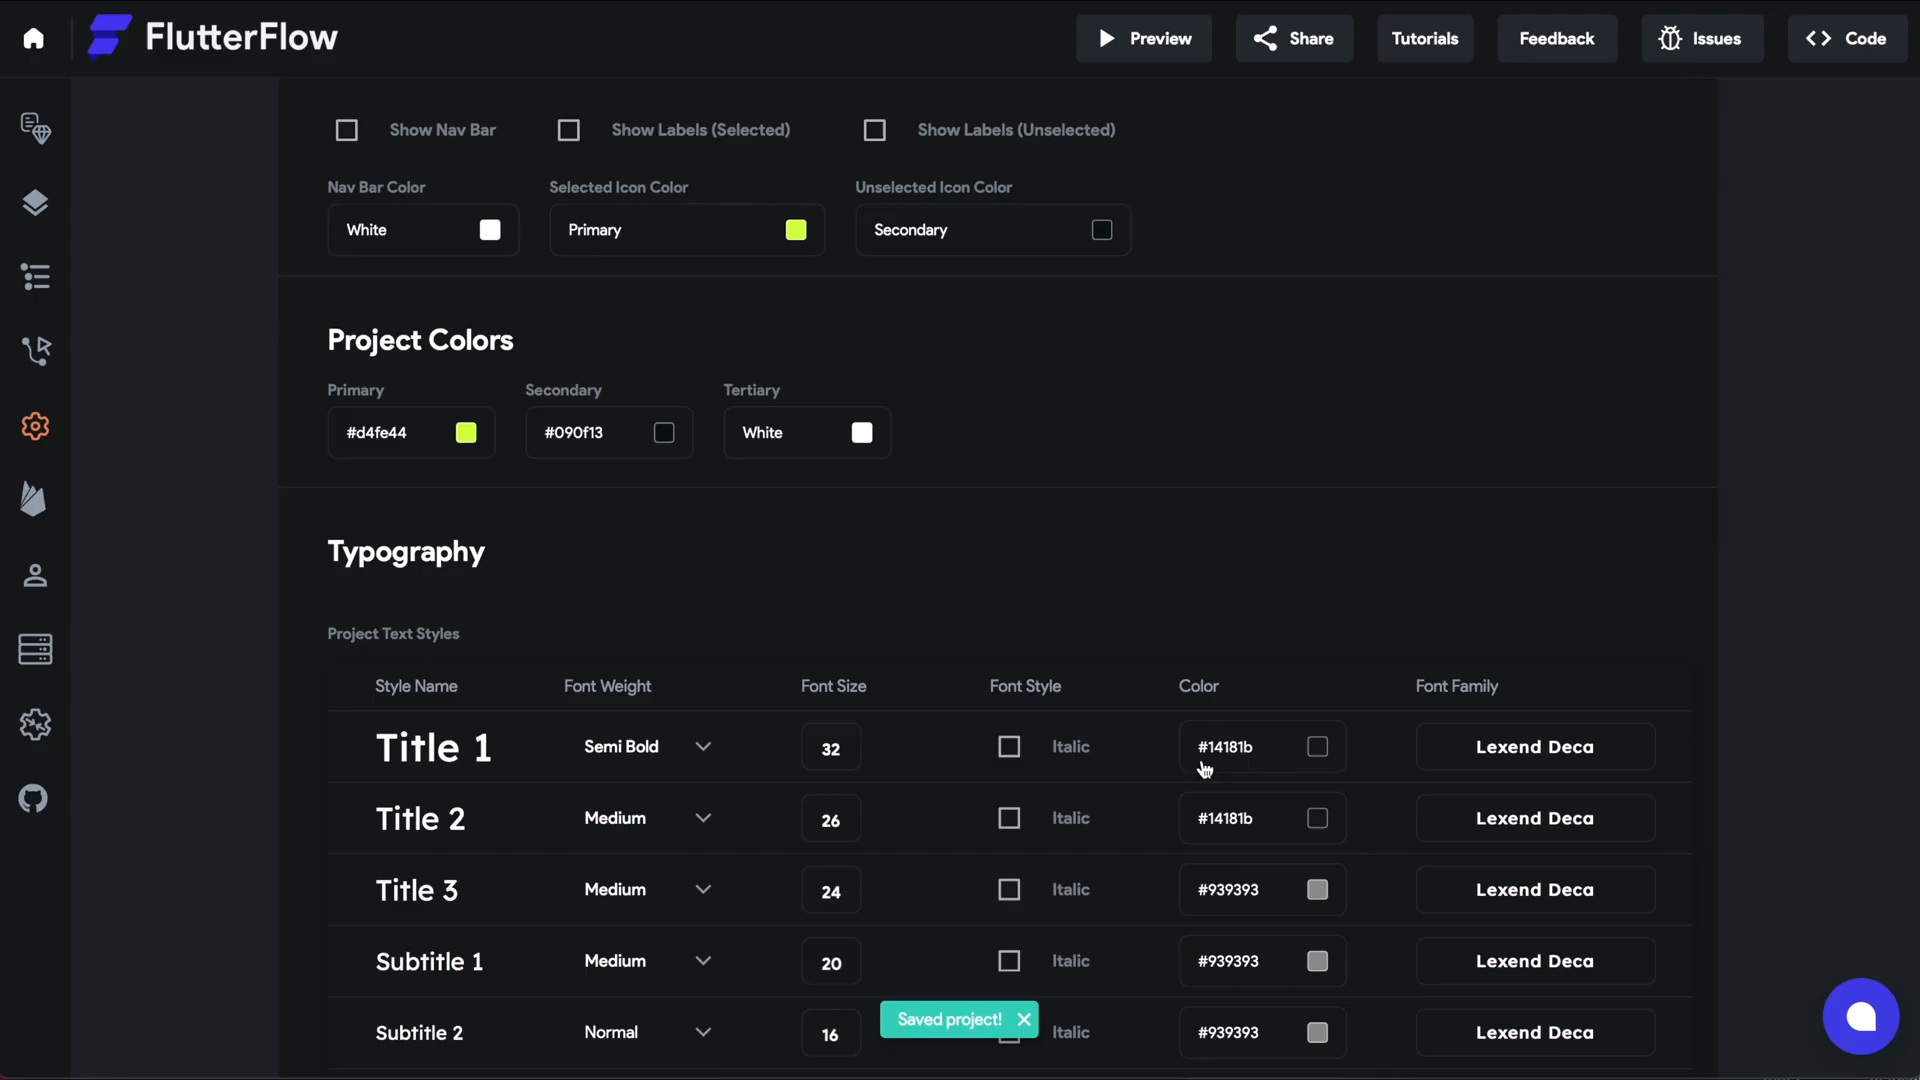 FlutterFlow
Preview Share Tutorials Feedback Issues Code
Show Nav Bar Show Labels (Selected) Show Labels (Unselected)
Nav Bar Color Selected Icon Color Unselected Icon Color
White Primary Secondary
Project Colors
Primary Secondary Tertiary
#d4fe44 #090f13 White
Typography
Project Text Styles
Style Name Font Weight Font Size Font Style Color Font Family
Title 1 Semi Bold 32 Italic #14181b Lexend Deca
Title 2 Medium 26 Italic #14181b Lexend Deca
Title 3 Medium 24 Italic #939393 Lexend Deca
Subtitle 1 Medium 20 Italic #939393 Lexend Deca
Saved project!
Subtitle 2 Normal 16 Italic #939393 Lexend Deca